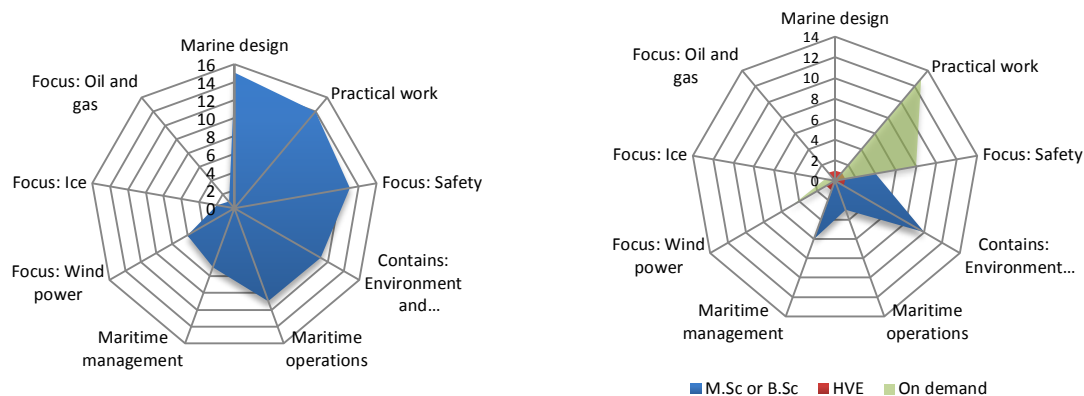 Marine design
16
14
12
10
8
6
4
2
0
Practical work
Focus: Safety
Contains:
Environment
and…
Maritime
operations
Maritime
management
Focus: Wind
power
Focus: Ice
Focus: Oil and
gas
Marine design
14
12
10
8
6
4
2
0
Practical work
Focus: Safety
Contains:
Environment…
Maritime
operations
Maritime
management
Focus: Wind
power
Focus: Ice
Focus: Oil and
gas
M.Sc or B.Sc
HVE
On demand